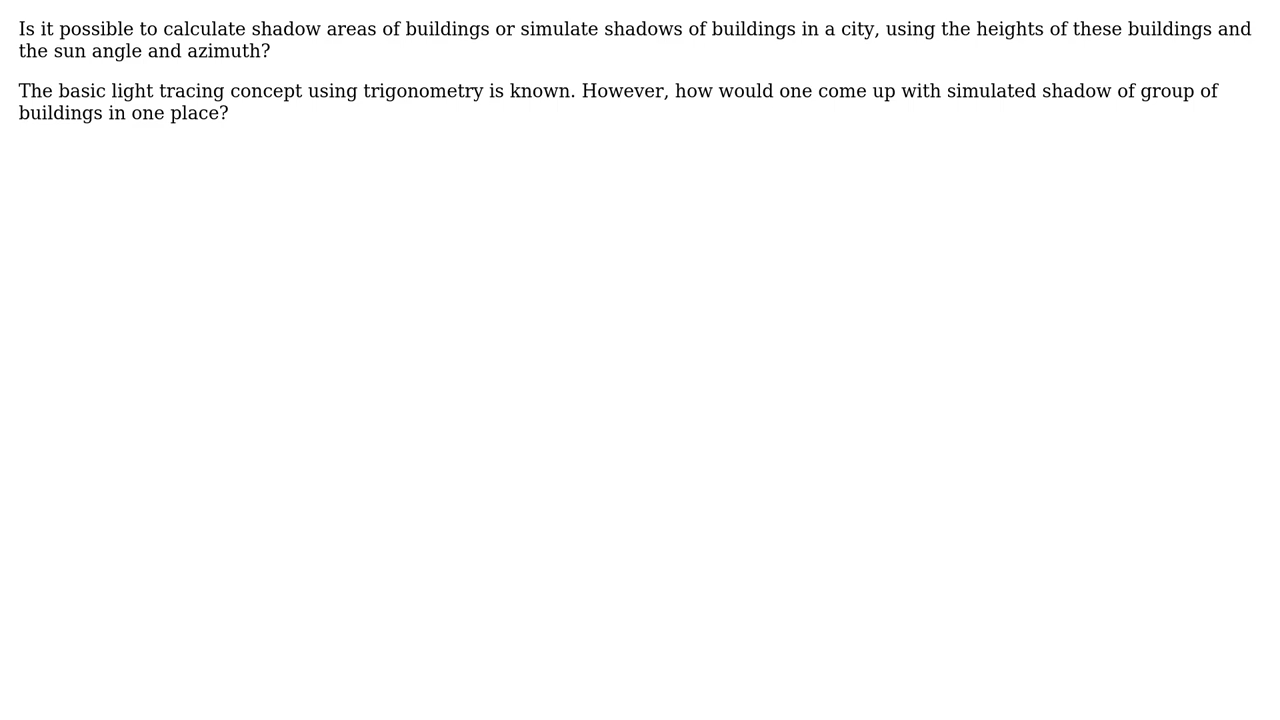 Is it possible to calculate shadow areas of buildings or simulate shadows of buildings in a city, using the heights of these buildings and
the sun angle and azimuth?
The basic light tracing concept using trigonometry is known. However, how would one come up with simulated shadow of group of
buildings in one place?